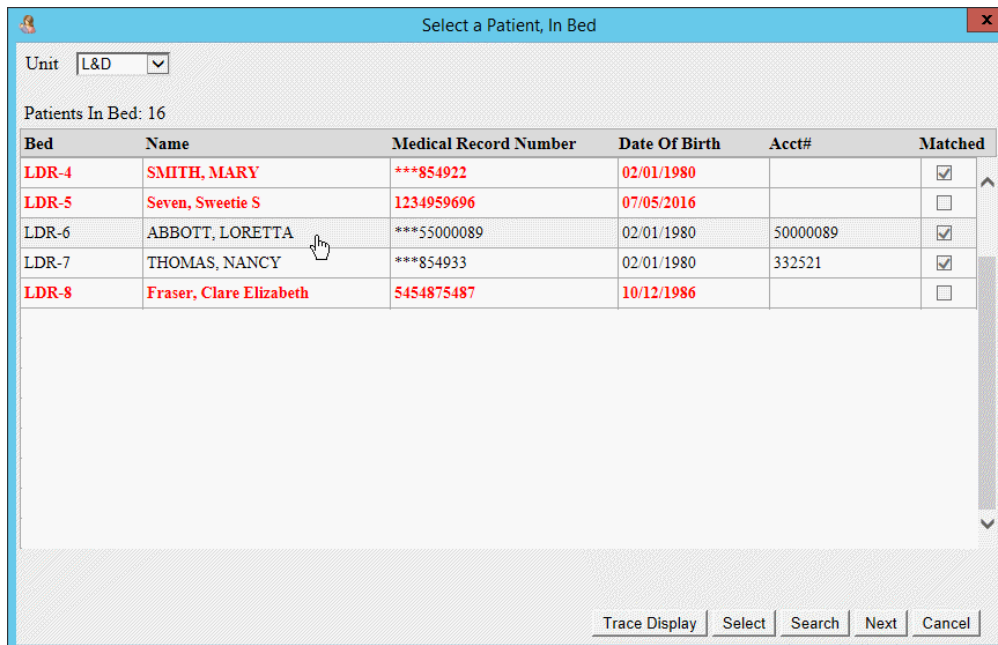 Select a Patient, In Bed
x
Unit L&D
Patients In Bed: 16
Bed Name Medical Record Number Date Of Birth Acct# Matched
LDR-4 SMITH, MARY ***854922 02/01/1980
LDR-5 Seven, Sweetie S 1234959696 07/05/2016
LDR-6 ABBOTT, LORETTA ***55000089 02/01/1980 50000089
LDR-7 THOMAS, NANCY ***854933 02/01/1980 332521
LDR-8 Fraser, Clare Elizabeth 5454875487 10/12/1986
Trace Display Select Search Next Cancel